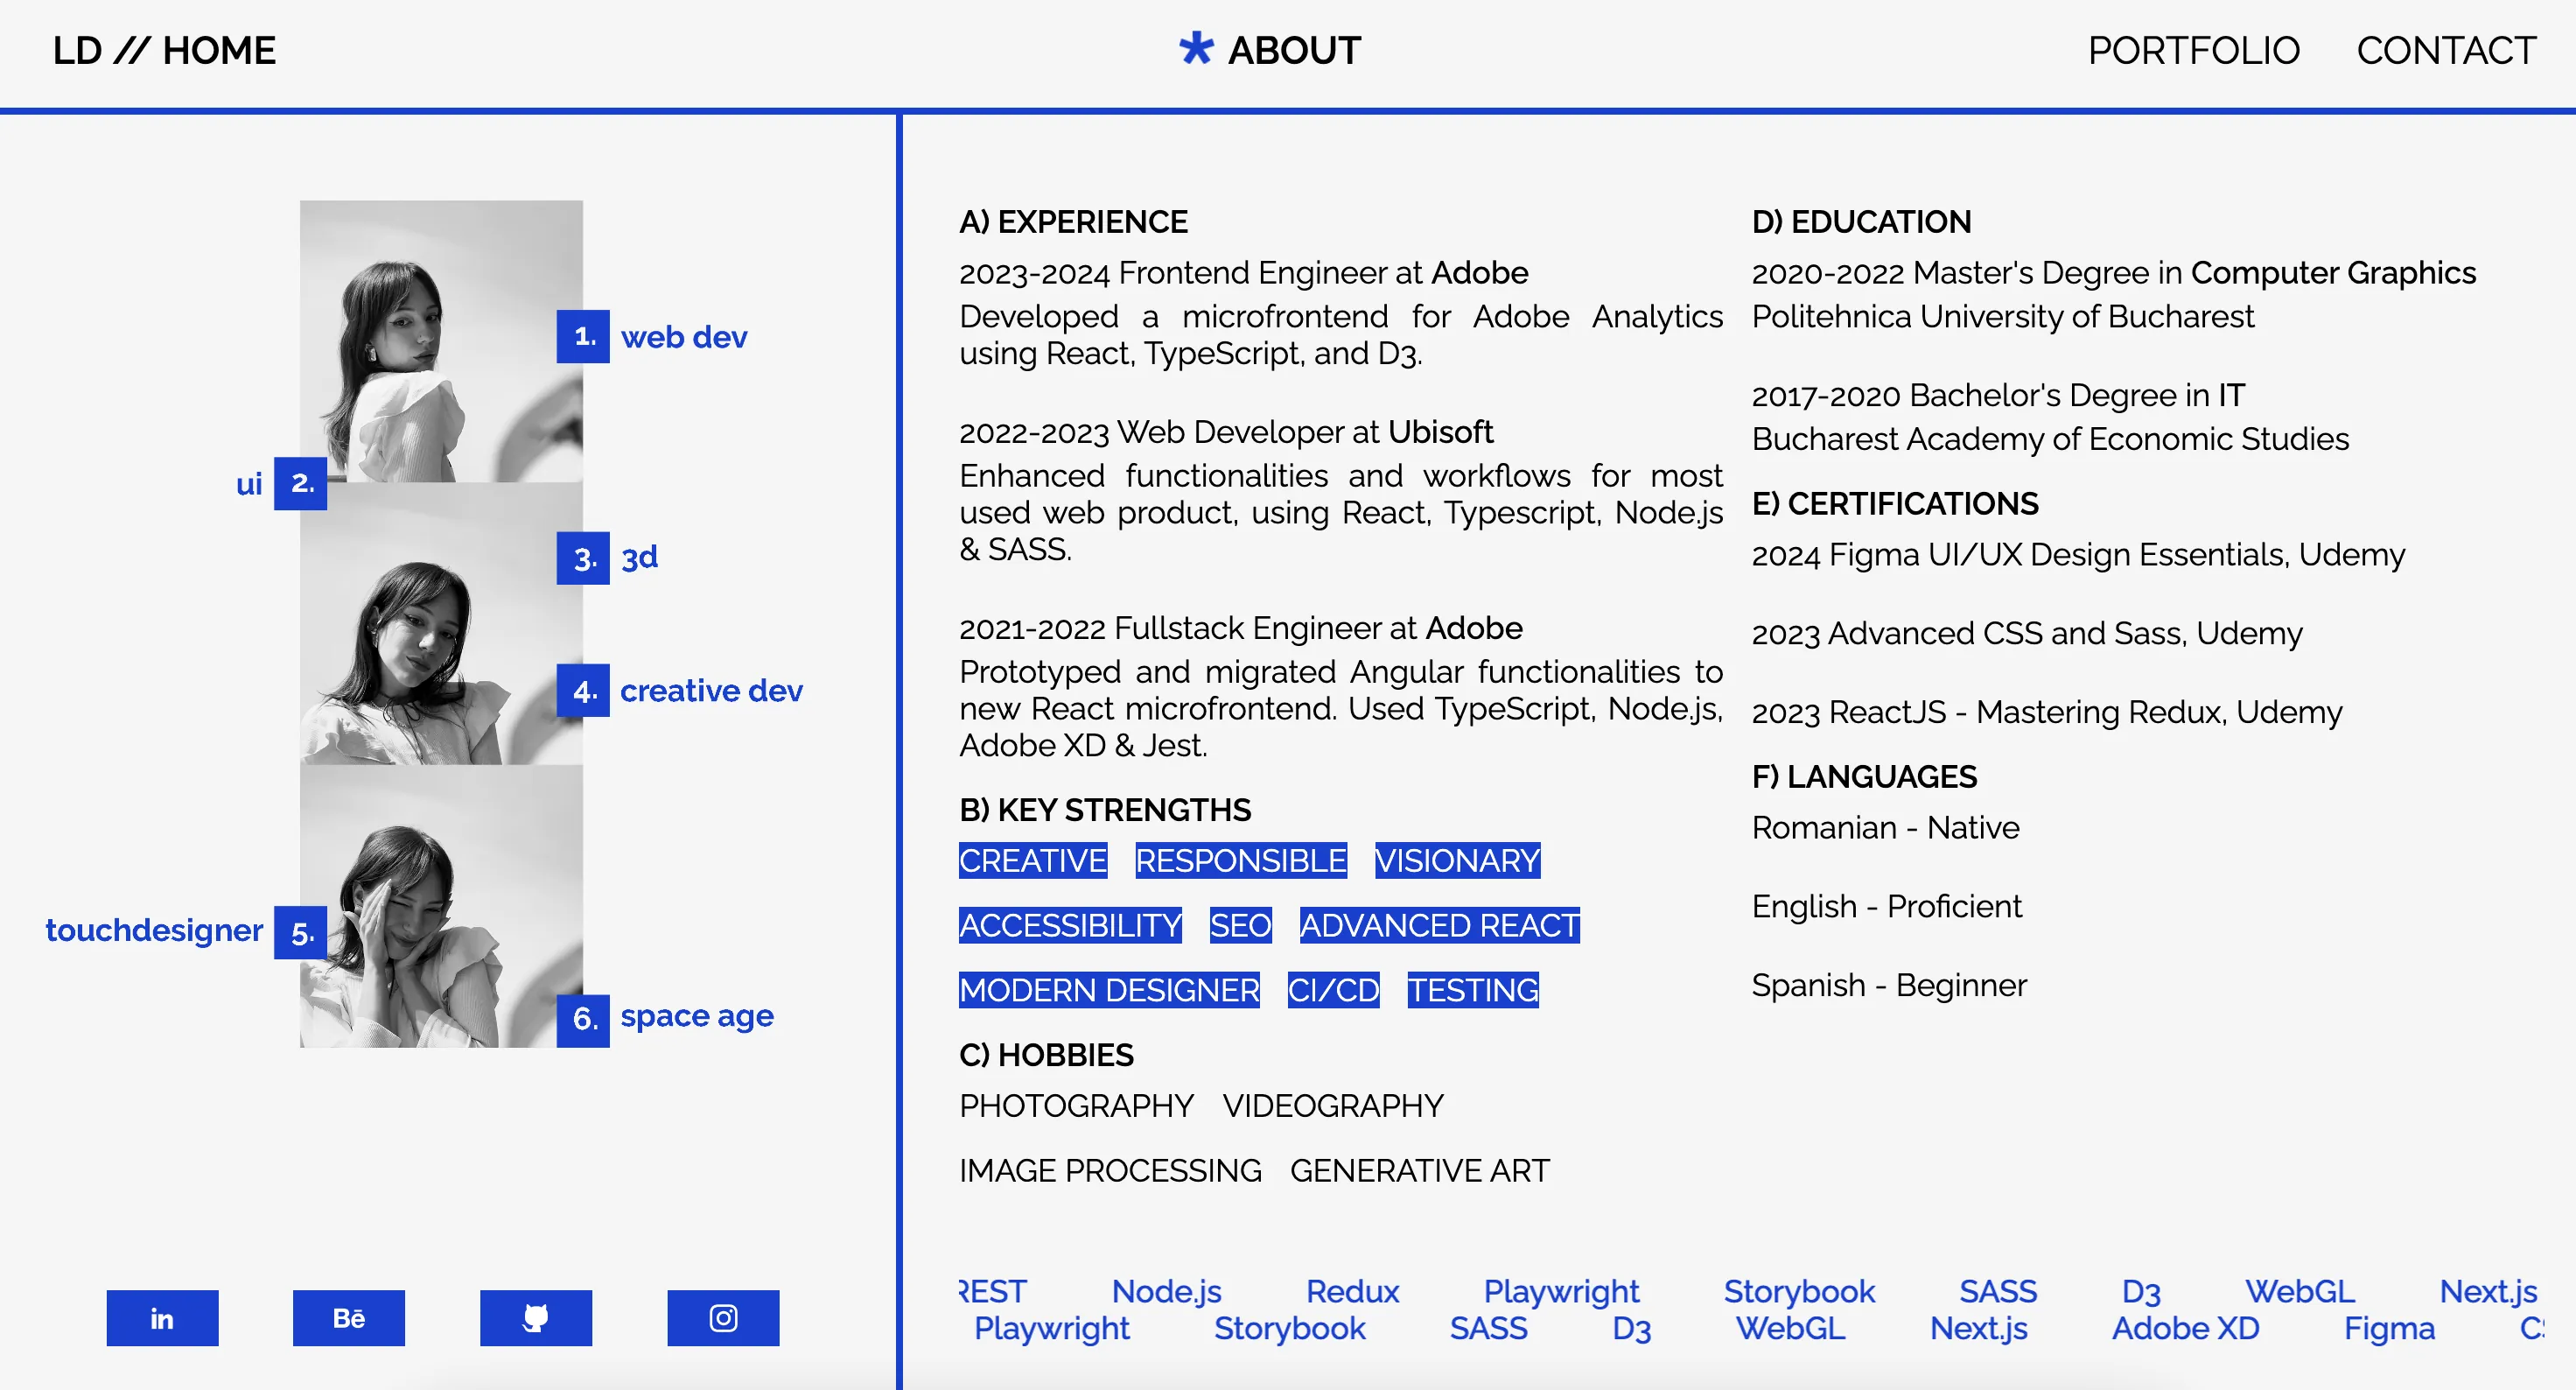 LD // HOME
* ABOUT
PORTFOLIO
CONTACT
1. web dev
ui 2.
3. 3d
4. creative dev
touchdesigner 5.
6. space age
in
Bē
A) EXPERIENCE
2023-2024 Frontend Engineer at Adobe
Developed a microfrontend for Adobe Analytics
using React, TypeScript, and D3.
2022-2023 Web Developer at Ubisoft
Enhanced functionalities and workflows for most
used web product, using React, Typescript, Node.js
& SASS.
2021-2022 Fullstack Engineer at Adobe
Prototyped and migrated Angular functionalities to
new React microfrontend. Used TypeScript, Node.js,
Adobe XD & Jest.
B) KEY STRENGTHS
CREATIVE RESPONSIBLE VISIONARY
ACCESSIBILITY SEO ADVANCED REACT
MODERN DESIGNER CI/CD TESTING
C) HOBBIES
PHOTOGRAPHY VIDEOGRAPHY
IMAGE PROCESSING GENERATIVE ART
D) EDUCATION
2020-2022 Master's Degree in Computer Graphics
Politehnica University of Bucharest
2017-2020 Bachelor's Degree in IT
Bucharest Academy of Economic Studies
E) CERTIFICATIONS
2024 Figma UI/UX Design Essentials, Udemy
2023 Advanced CSS and Sass, Udemy
2023 ReactJS - Mastering Redux, Udemy
F) LANGUAGES
Romanian - Native
English - Proficient
Spanish - Beginner
REST Node.js Redux Playwright Storybook SASS D3 WebGL Next.js
Playwright Storybook SASS D3 WebGL Next.js Adobe XD Figma